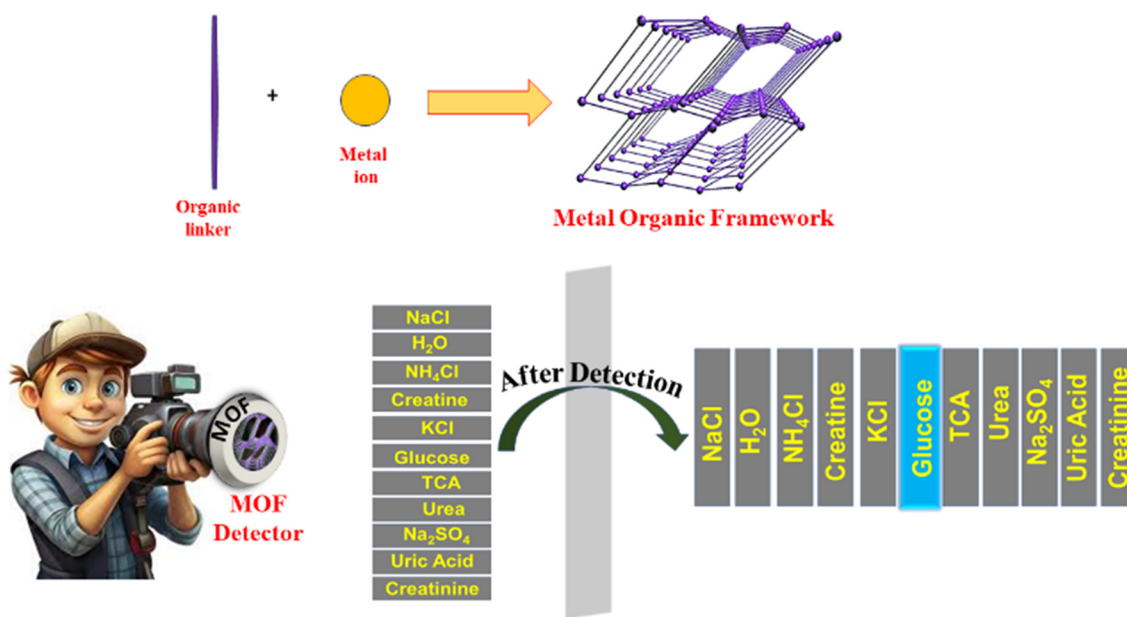 +
Organic
linker
Metal
ion
Metal Organic Framework
MOF
MOF
Detector
NaCl
H₂O
NH₄Cl
Creatine
KCl
Glucose
TCA
Urea
Na₂SO₄
Uric Acid
Creatinine
After Detection
NaCl
H₂O
NH₄Cl
Creatine
KCl
Glucose
TCA
Urea
Na₂SO₄
Uric Acid
Creatinine